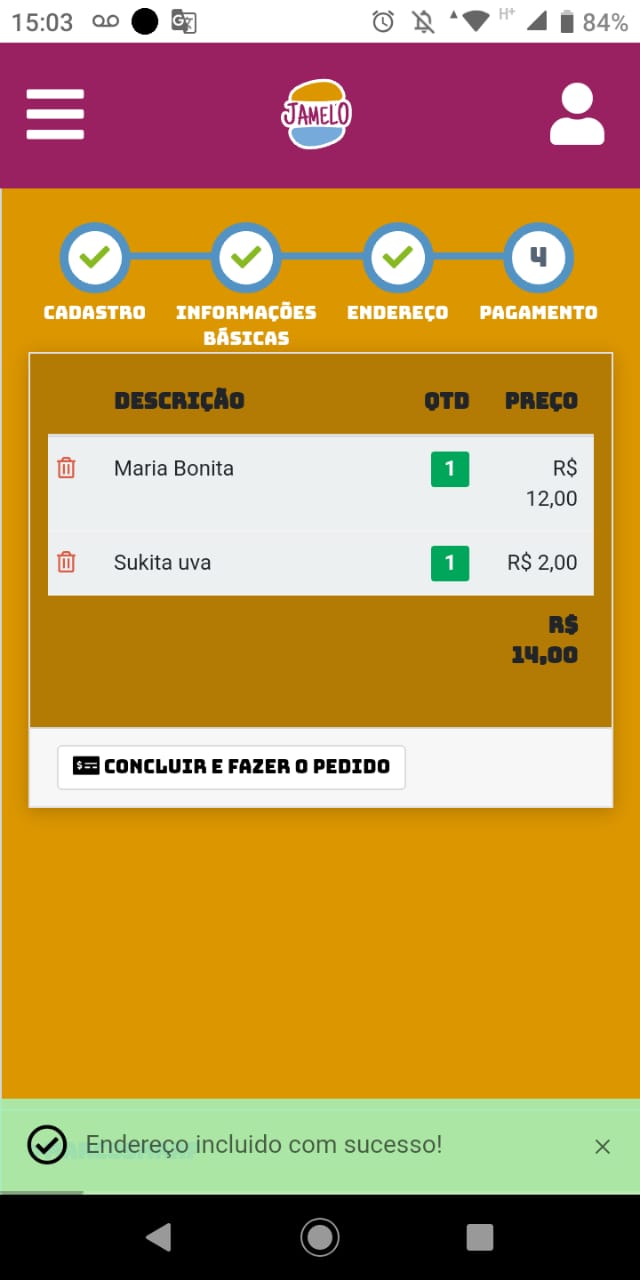 15:03 H+ 84%
JAMELO
4
CADASTRO INFORMAÇÕES ENDEREÇO PAGAMENTO
BÁSICAS
DESCRIÇÃO QTD PREÇO
Maria Bonita 1 R$
12,00
Sukita uva 1 R$ 2,00
R$
14,00
CONCLUIR E FAZER O PEDIDO
Endereço incluido com sucesso!